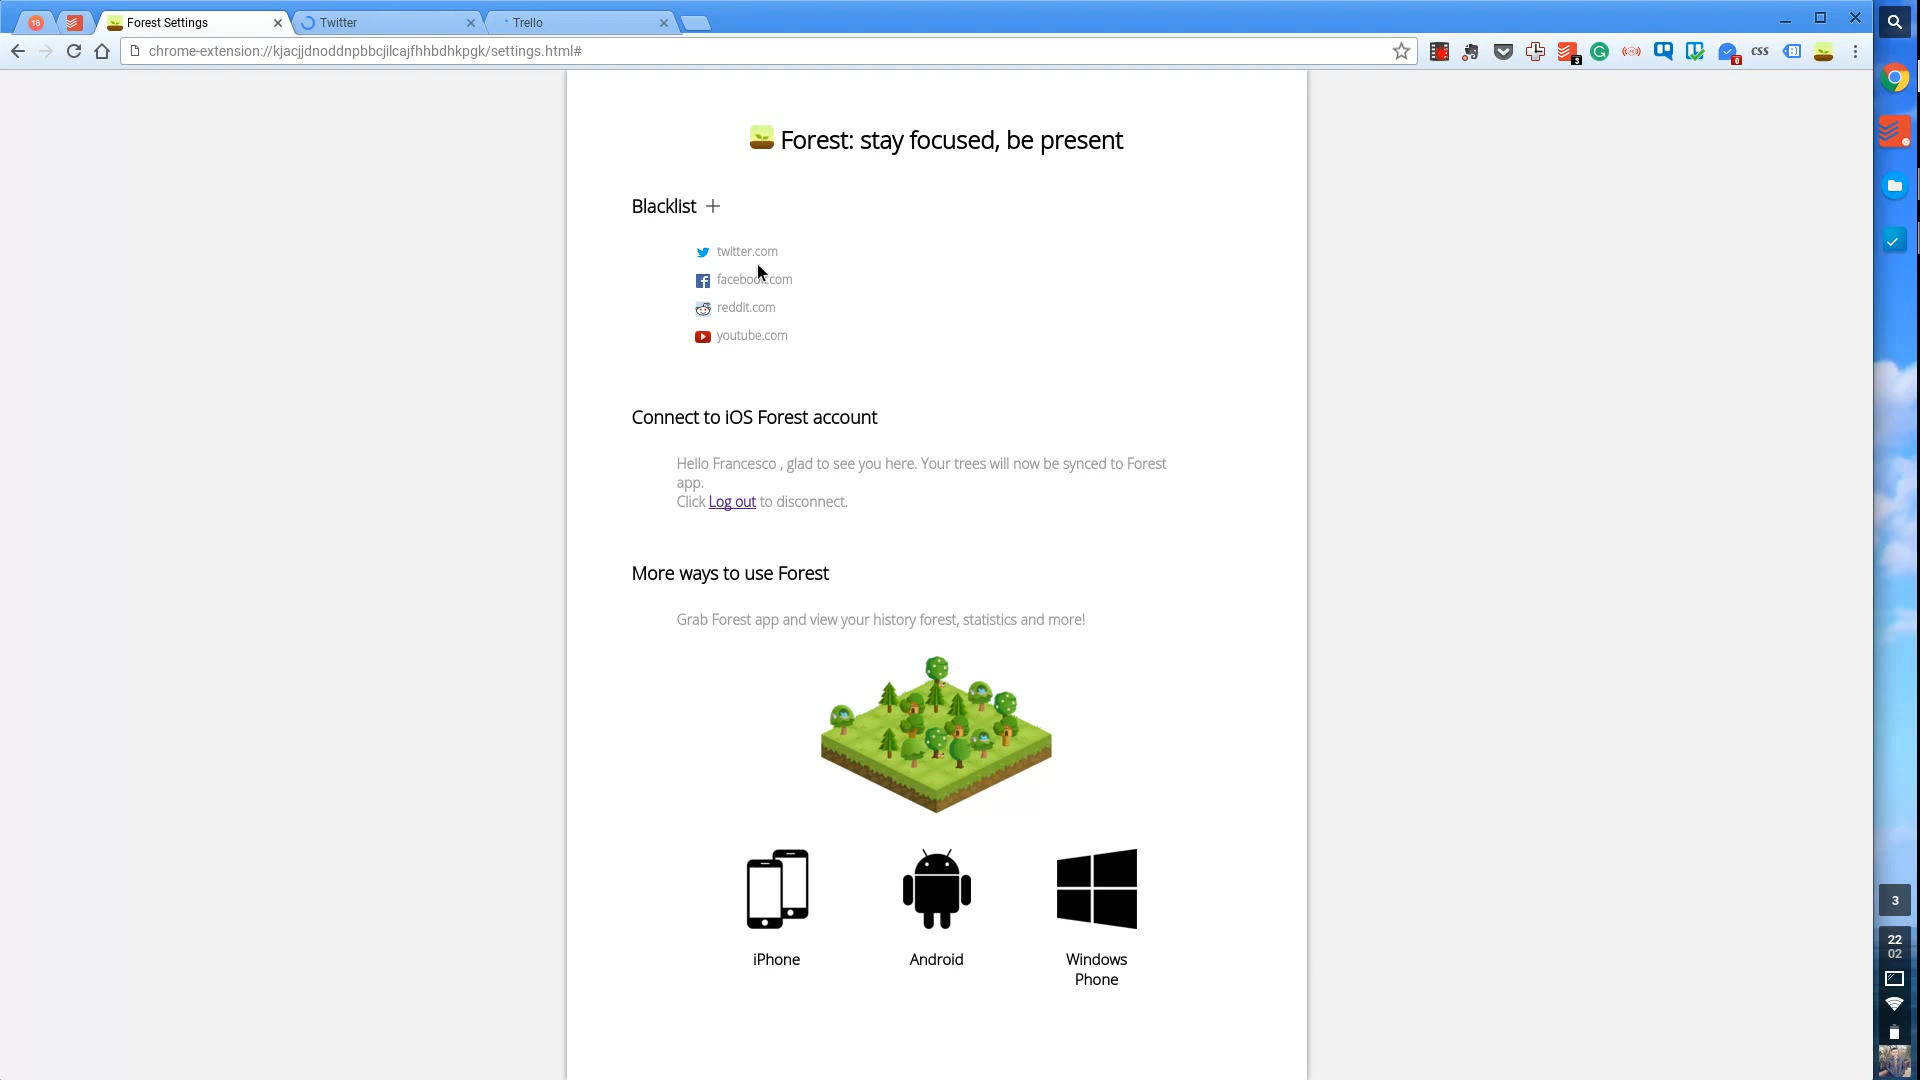 18
Forest Settings
Twitter
Trello
chrome-extension://kjacjjdnoddnpbbcjilcajfhhbdhkpgk/settings.html#
3
0
css
Forest: stay focused, be present
Blacklist +
twitter.com
facebook.com
reddit.com
youtube.com
Connect to iOS Forest account
Hello Francesco , glad to see you here. Your trees will now be synced to Forest
app.
Click Log out to disconnect.
More ways to use Forest
Grab Forest app and view your history forest, statistics and more!
iPhone
Android
Windows
Phone
3
22
02